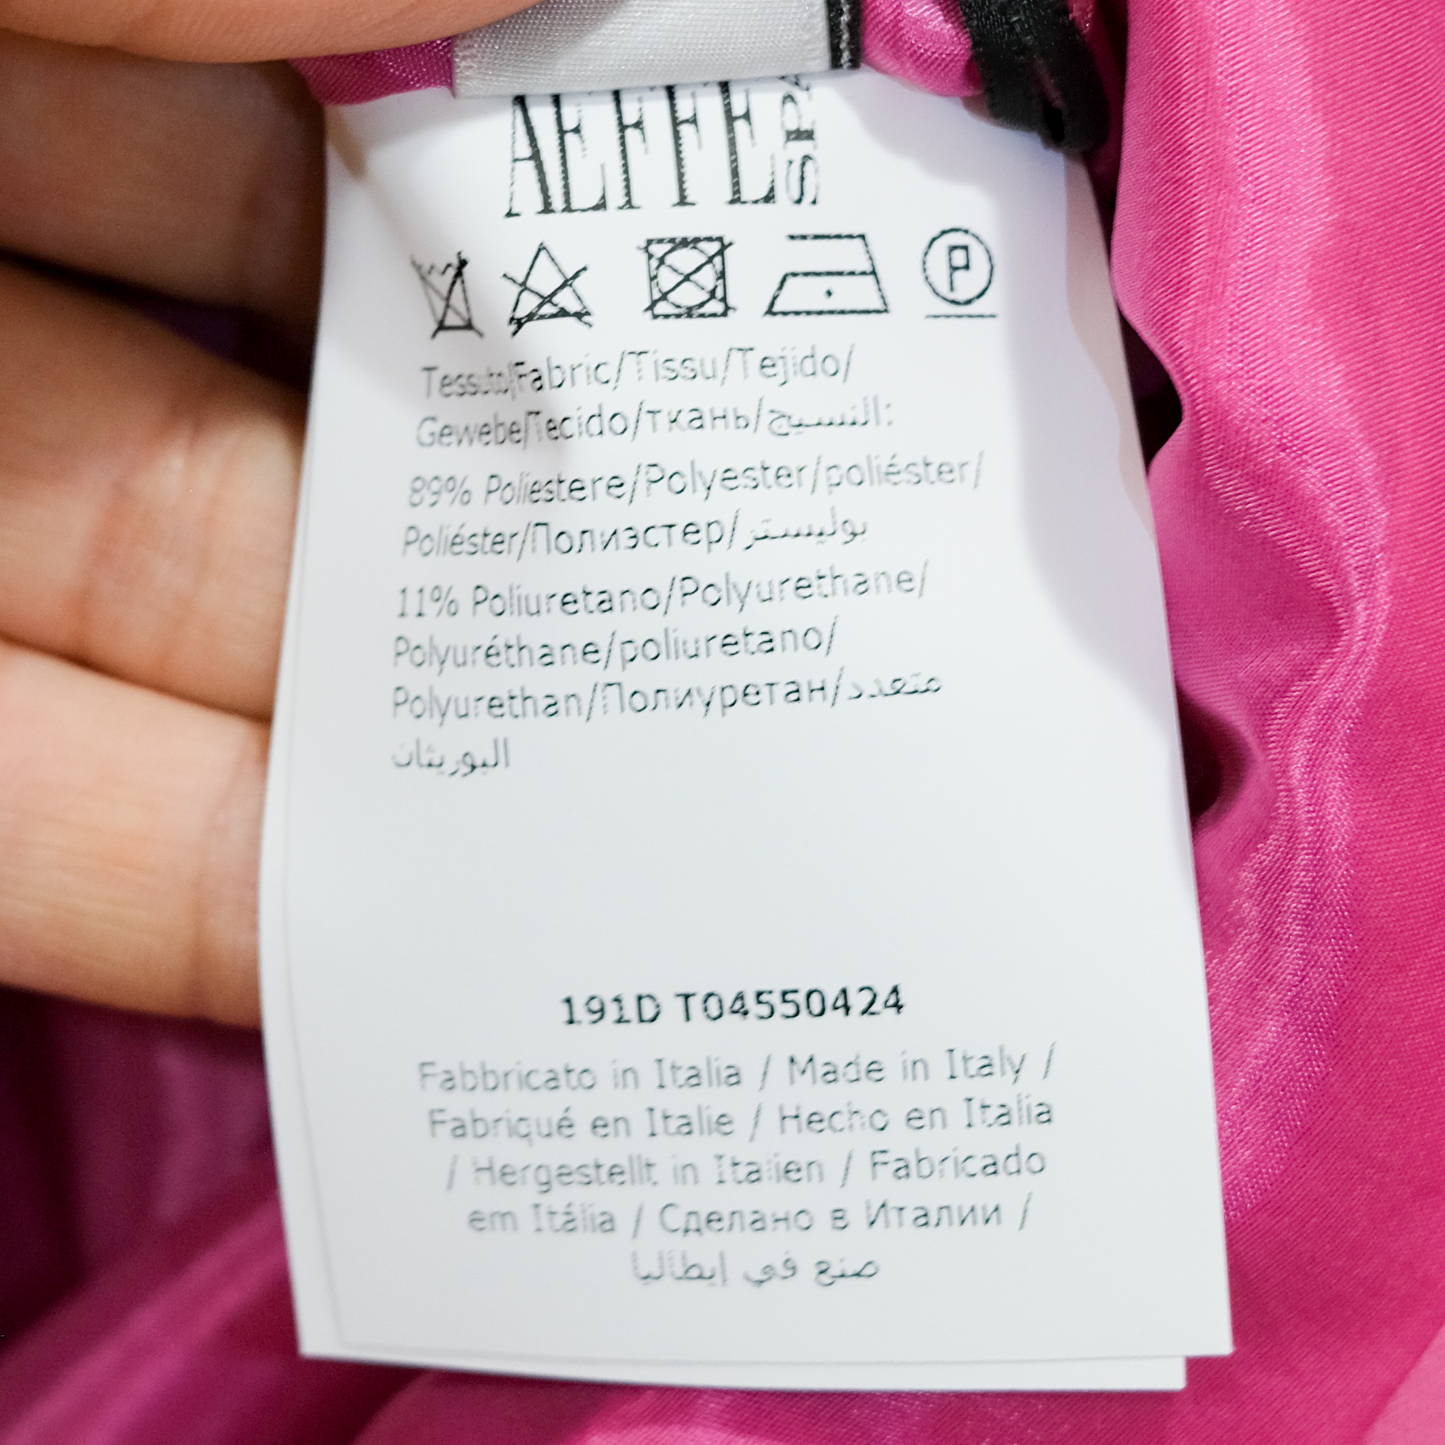 AEFFE SPA
P
Tessuto/Fabric/Tissu/Tejido/
Gewebe/Tecido/ткань/النسيج:
89% Poliestere/Polyester/poliéster/
Poliéster/Полиэстер/بوليستر
11% Poliuretano/Polyurethane/
Polyuréthane/poliuretano/
Polyurethan/Полиуретан/متعدد
اليوريثان
191D T04550424
Fabbricato in Italia / Made in Italy /
Fabriqué en Italie / Hecho en Italia
/ Hergestellt in Italien / Fabricado
em Itália / Сделано в Италии /
صنع في إيطاليا